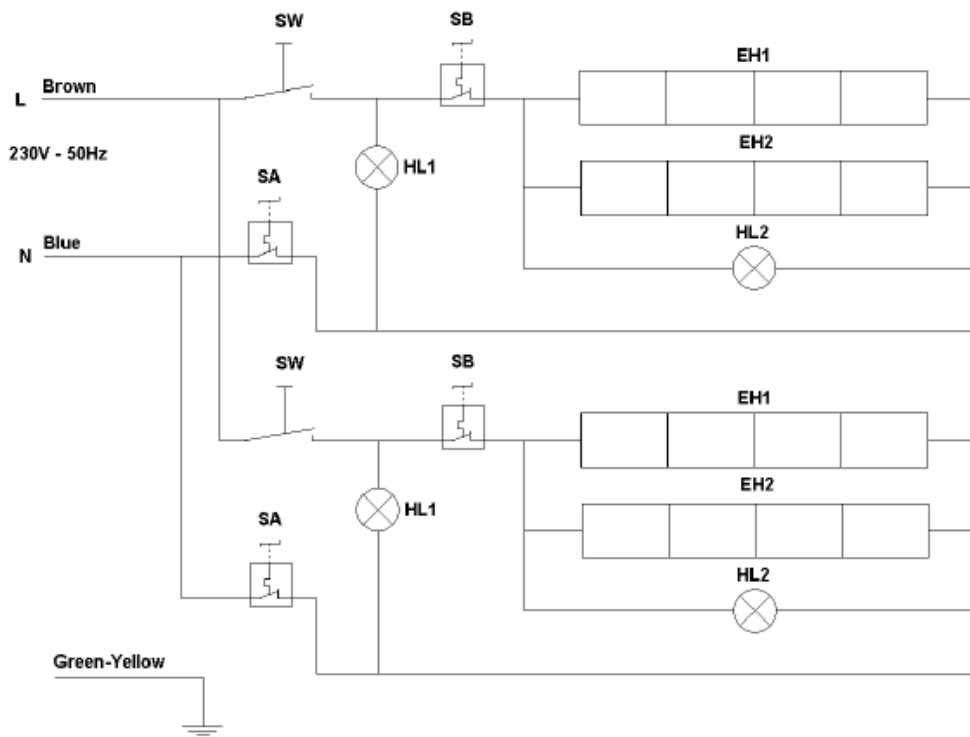 SW
SB
EH1
L
Brown
230V - 50Hz
HL1
EH2
SA
N
Blue
HL2
SW
SB
EH1
HL1
EH2
SA
HL2
Green-Yellow